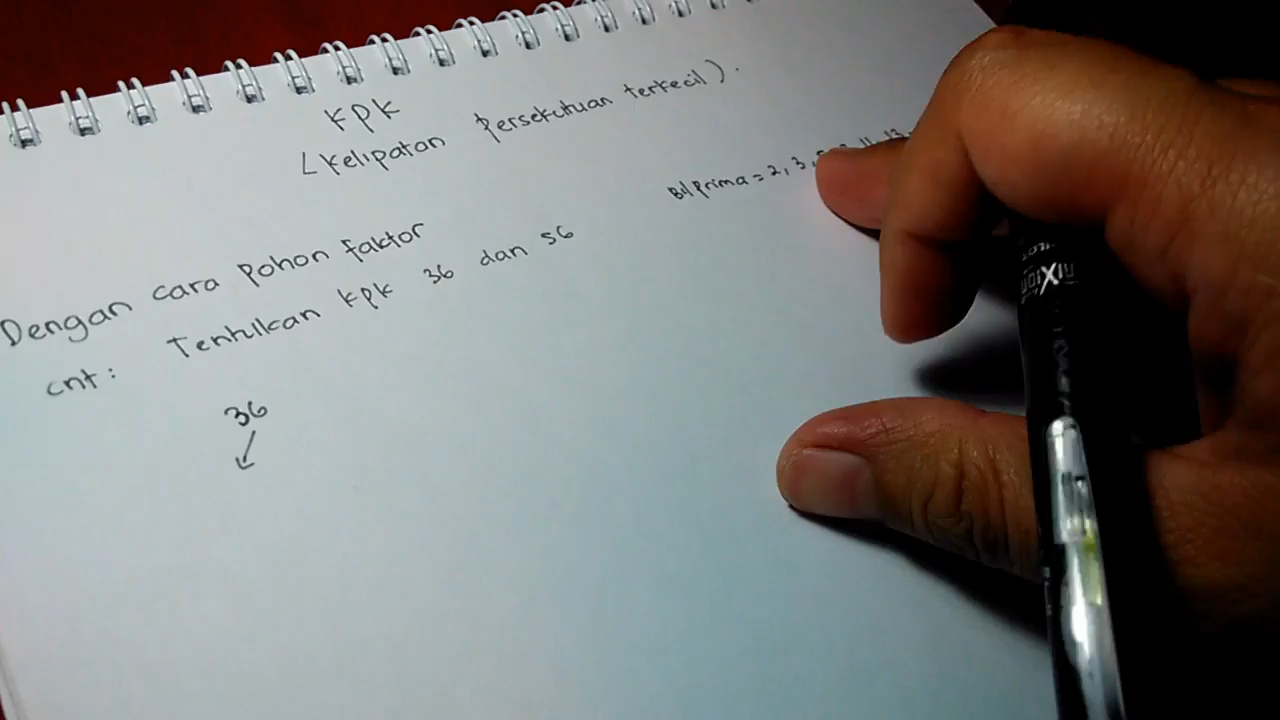 KPK
(Kelipatan Persekutuan terkecil).
Bil prima = 2, 3,
Dengan cara Pohon faktor
cnt: Tentukan KPK 36 dan 56
36